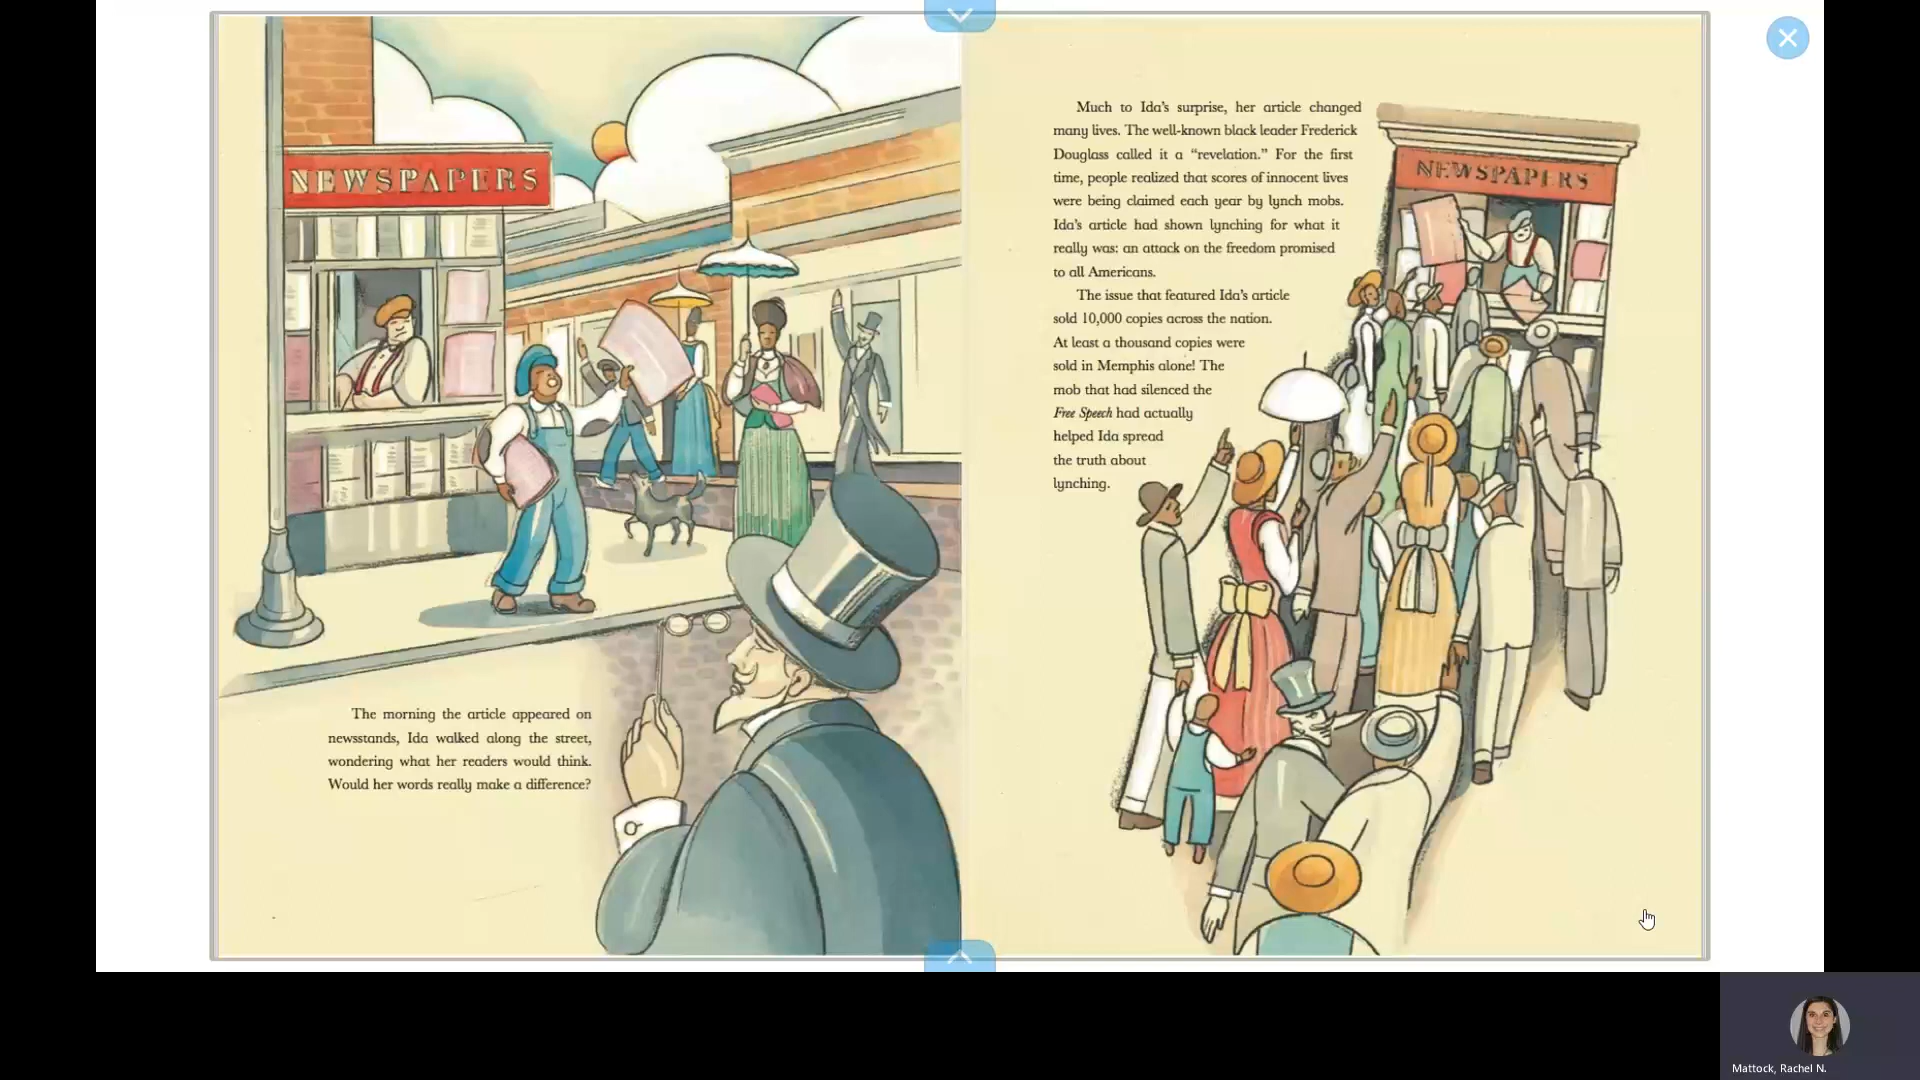 NEWSPAPERS
The morning the article appeared on
newsstands, Ida walked along the street,
wondering what her readers would think.
Would her words really make a difference?
Much to Ida's surprise, her article changed
many lives. The well-known black leader Frederick
Douglass called it a “revelation.” For the first
time, people realized that scores of innocent lives
were being claimed each year by lynch mobs.
Ida's article had shown lynching for what it
really was: an attack on the freedom promised
to all Americans.
The issue that featured Ida's article
sold 10,000 copies across the nation.
At least a thousand copies were
sold in Memphis alone! The
mob that had silenced the
Free Speech had actually
helped Ida spread
the truth about
lynching.
NEWSPAPERS
Mattock, Rachel N.